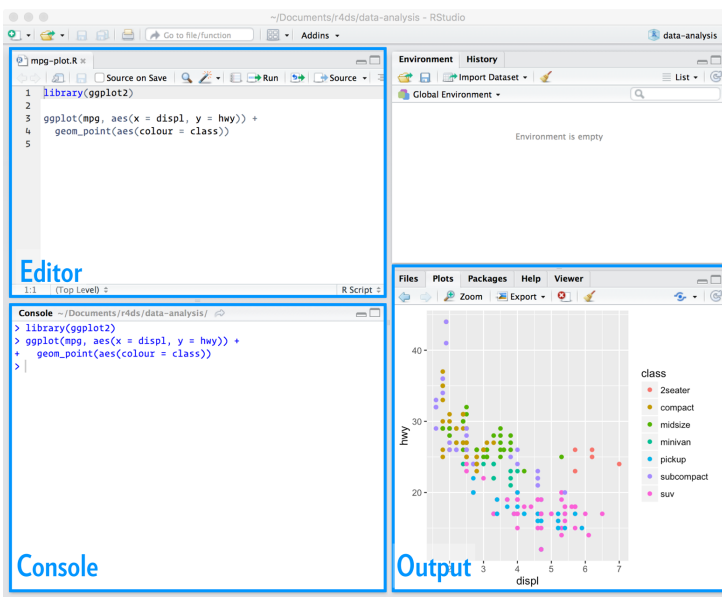 ~/Documents/r4ds/data-analysis - RStudio
Go to file/function
Addins
data-analysis
mpg-plot.R
Source on Save
Run
Source
1 library(ggplot2)
2
3 ggplot(mpg, aes(x = displ, y = hwy)) +
4   geom_point(aes(colour = class))
5
Editor
1:1 (Top Level) R Script
Console ~/Documents/r4ds/data-analysis/
> library(ggplot2)
> ggplot(mpg, aes(x = displ, y = hwy)) +
+   geom_point(aes(colour = class))
>
Console
Environment History
Import Dataset
List
Global Environment
Environment is empty
Files Plots Packages Help Viewer
Zoom Export
40
30
20
hwy
3 4 5 6 7
displ
class
2seater
compact
midsize
minivan
pickup
subcompact
suv
Output